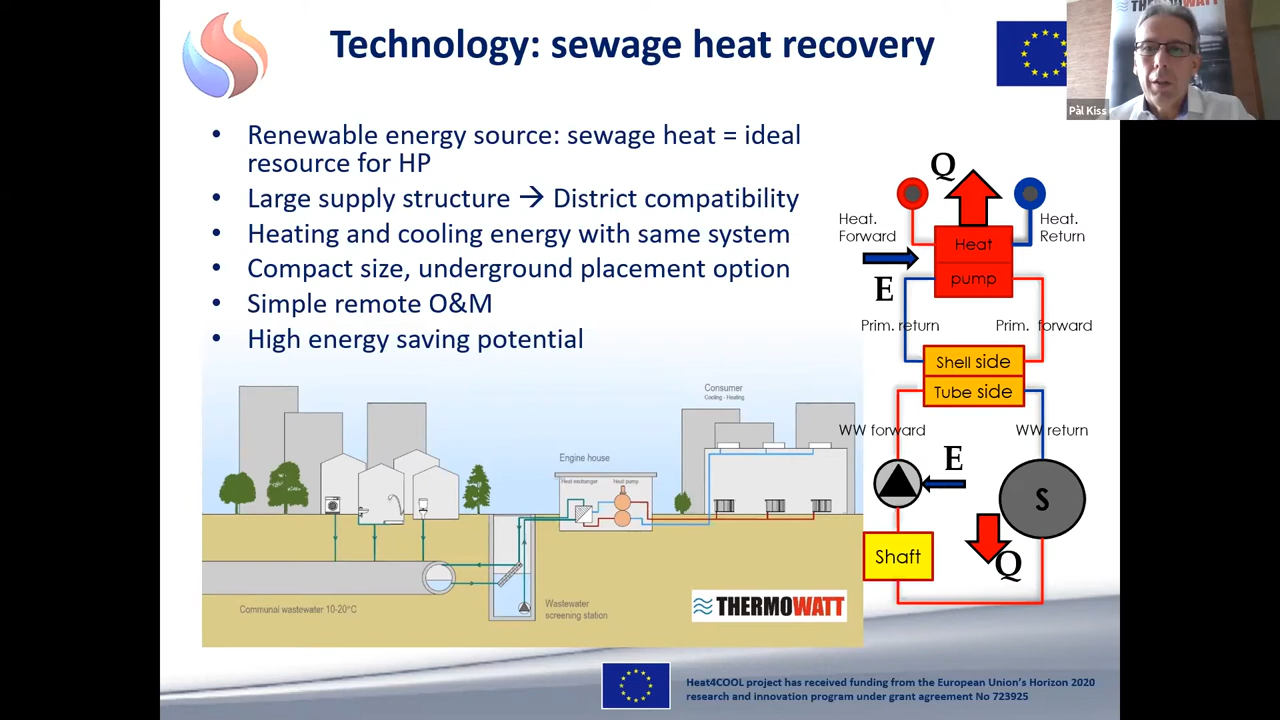 Technology: sewage heat recovery
THERMOWATT
Pàl Kiss
• Renewable energy source: sewage heat = ideal
resource for HP
• Large supply structure → District compatibility
• Heating and cooling energy with same system
• Compact size, underground placement option
• Simple remote O&M
• High energy saving potential
Q
Heat.
Forward
Heat.
Return
Heat
pump
E
Prim. return
Prim. forward
Shell side
Tube side
WW forward
WW return
E
S
Shaft
Q
Consumer
Cooling - Heating
Engine house
Heat exchanger
Heat pump
Communal wastewater 10-20°C
Wastewater
screening station
THERMOWATT
Heat4COOL project has received funding from the European Union's Horizon 2020
research and innovation program under grant agreement No 723925